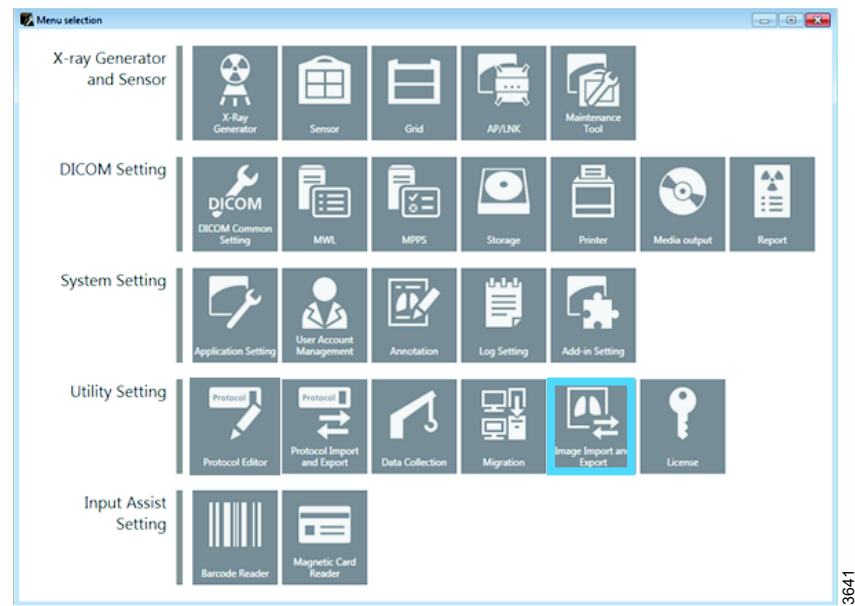 Menu selection
X-ray Generator
and Sensor
X-Ray
Generator
Sensor
Grid
AP/LNK
Maintenance
Tool
DICOM Setting
DICOM
DICOM Common
Setting
MWL
MPPS
Storage
Printer
Media output
Report
System Setting
Application Setting
User Account
Management
Annotation
Log Setting
Add-in Setting
Utility Setting
Protocol
Protocol Editor
Protocol
Protocol Import
and Export
Data Collection
Migration
Image Import and
Export
License
Input Assist
Setting
Barcode Reader
Magnetic Card
Reader
3641